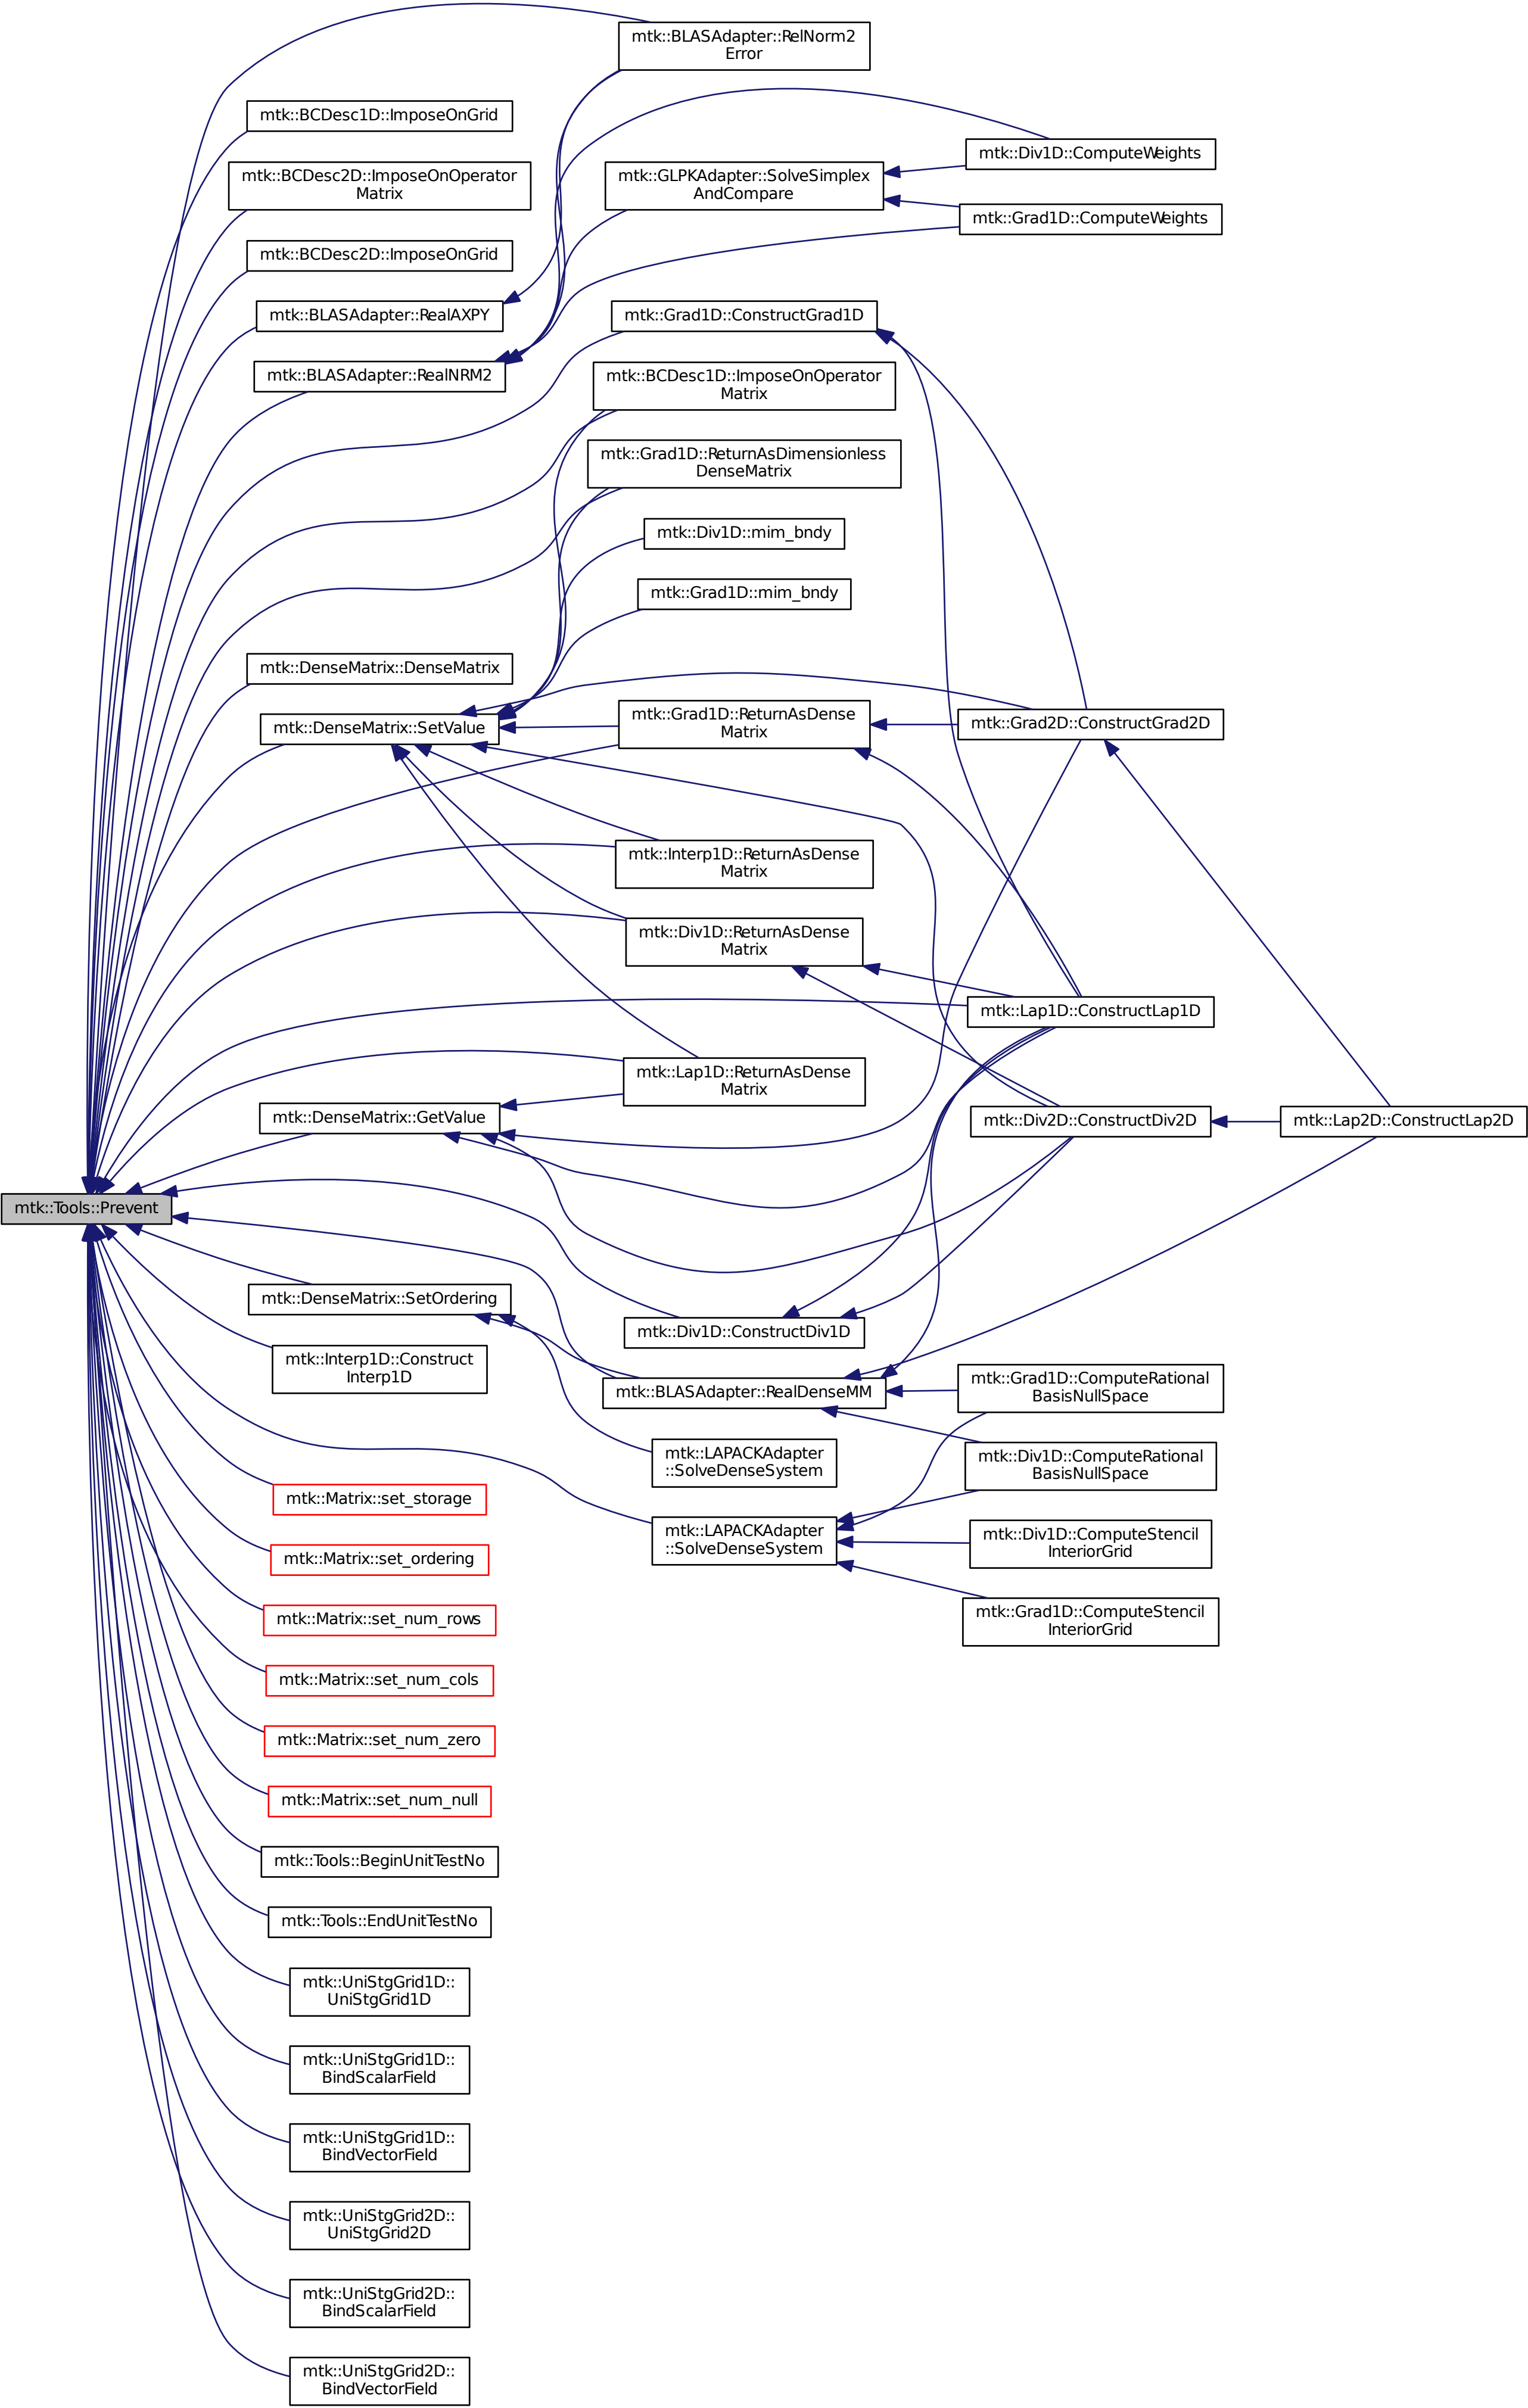 mtk::BLASAdapter::RelNorm2
Error
mtk::BCDesc1D::ImposeOnGrid
mtk::Div1D::ComputeWeights
mtk::BCDesc2D::ImposeOnOperator
Matrix
mtk::GLPKAdapter::SolveSimplex
AndCompare
mtk::Grad1D::ComputeWeights
mtk::BCDesc2D::ImposeOnGrid
mtk::BLASAdapter::RealAXPY
mtk::Grad1D::ConstructGrad1D
mtk::BLASAdapter::RealNRM2
mtk::BCDesc1D::ImposeOnOperator
Matrix
mtk::Grad1D::ReturnAsDimensionless
DenseMatrix
mtk::Div1D::mim_bndy
mtk::Grad1D::mim_bndy
mtk::DenseMatrix::DenseMatrix
mtk::DenseMatrix::SetValue
mtk::Grad1D::ReturnAsDense
Matrix
mtk::Grad2D::ConstructGrad2D
mtk::Interp1D::ReturnAsDense
Matrix
mtk::Div1D::ReturnAsDense
Matrix
mtk::Lap1D::ConstructLap1D
mtk::Lap1D::ReturnAsDense
Matrix
mtk::DenseMatrix::GetValue
mtk::Div2D::ConstructDiv2D
mtk::Lap2D::ConstructLap2D
mtk::Tools::Prevent
mtk::DenseMatrix::SetOrdering
mtk::Div1D::ConstructDiv1D
mtk::Interp1D::Construct
Interp1D
mtk::BLASAdapter::RealDenseMM
mtk::Grad1D::ComputeRational
BasisNullSpace
mtk::LAPACKAdapter
::SolveDenseSystem
mtk::Div1D::ComputeRational
BasisNullSpace
mtk::Matrix::set_storage
mtk::LAPACKAdapter
::SolveDenseSystem
mtk::Div1D::ComputeStencil
InteriorGrid
mtk::Matrix::set_ordering
mtk::Grad1D::ComputeStencil
InteriorGrid
mtk::Matrix::set_num_rows
mtk::Matrix::set_num_cols
mtk::Matrix::set_num_zero
mtk::Matrix::set_num_null
mtk::Tools::BeginUnitTestNo
mtk::Tools::EndUnitTestNo
mtk::UniStgGrid1D::
UniStgGrid1D
mtk::UniStgGrid1D::
BindScalarField
mtk::UniStgGrid1D::
BindVectorField
mtk::UniStgGrid2D::
UniStgGrid2D
mtk::UniStgGrid2D::
BindScalarField
mtk::UniStgGrid2D::
BindVectorField